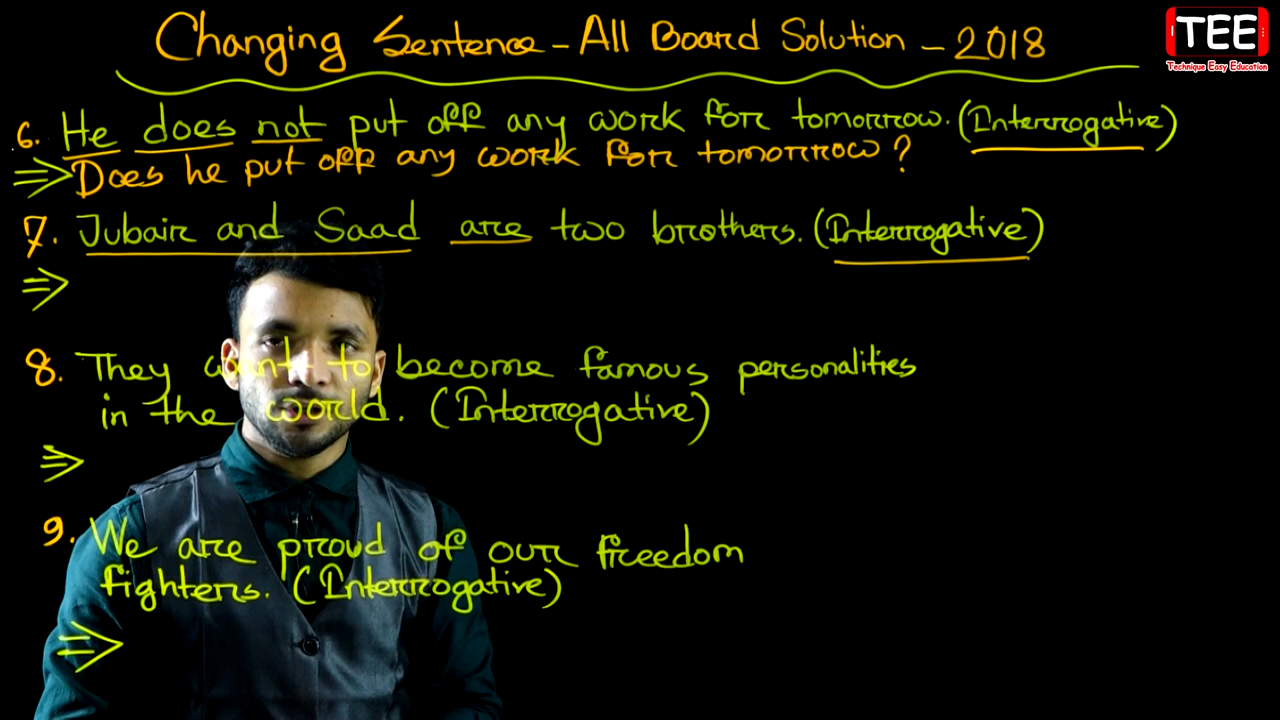 Changing Sentence - All Board Solution - 2018
TEE
Technique Easy Education
6. He does not put off any work for tomorrow. (Interrogative)
⇒ Does he put off any work for tomorrow?
7. Jubair and Saad are two brothers. (Interrogative)
⇒
8. They want to become famous personalities
in the world. (Interrogative)
⇒
9. We are proud of our freedom
fighters. (Interrogative)
⇒